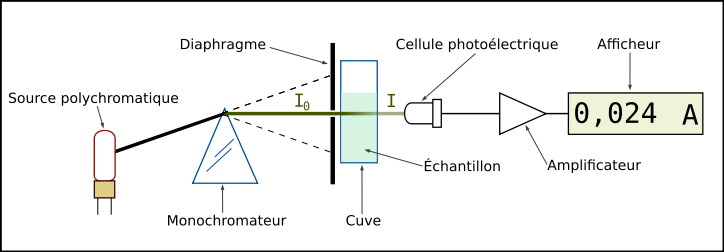 Diaphragme
Cellule photoélectrique
Afficheur
Source polychromatique
I0
I
0,024 A
Échantillon
Amplificateur
Monochromateur
Cuve